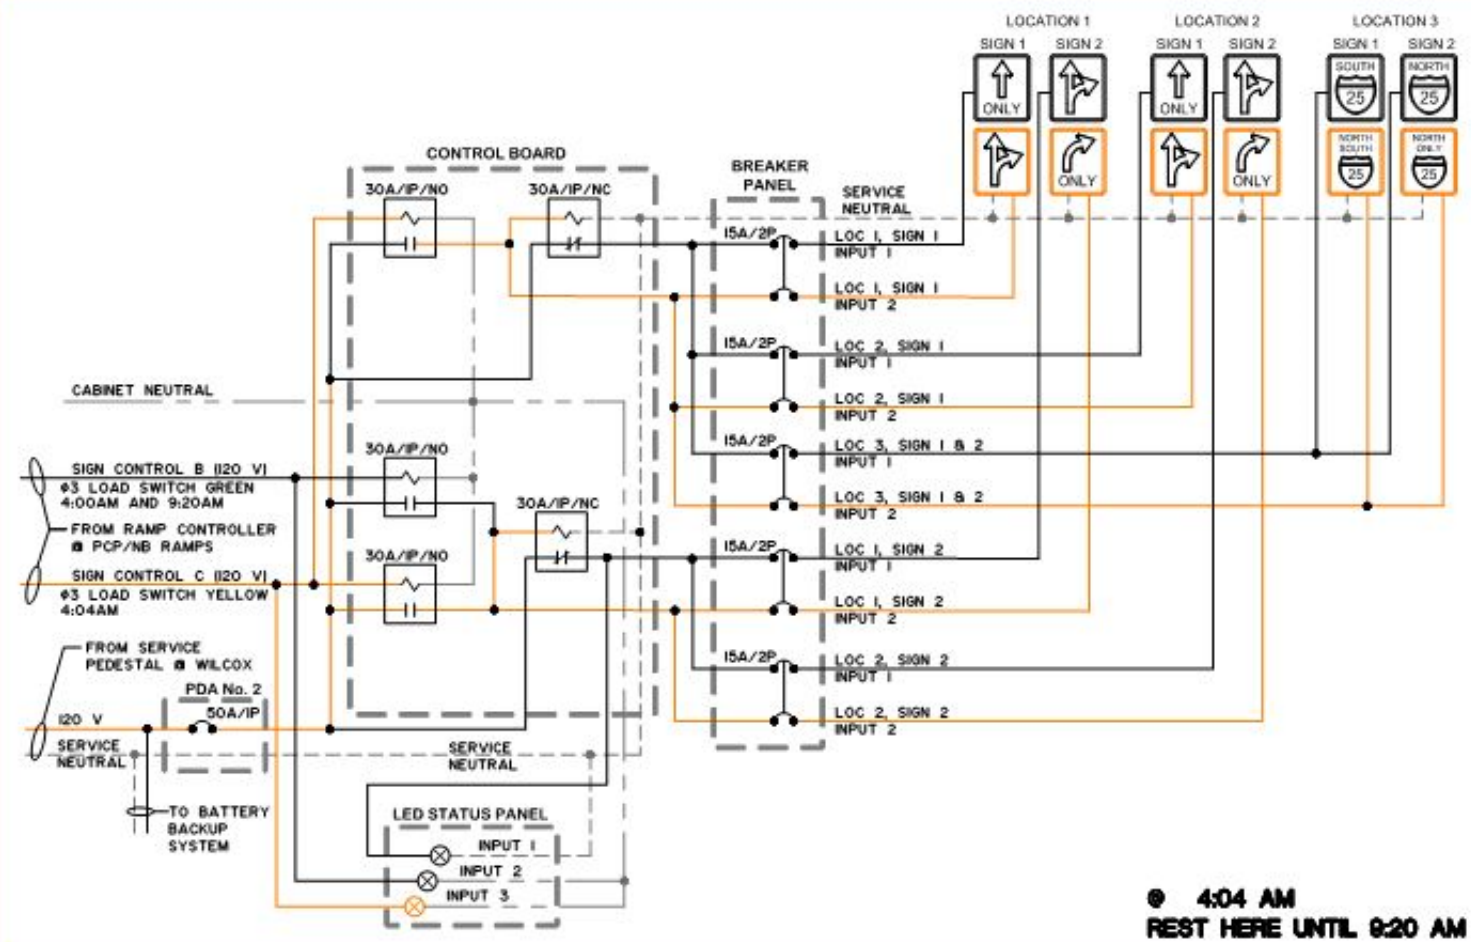 LOCATION 1 LOCATION 2 LOCATION 3
SIGN 1 SIGN 2 SIGN 1 SIGN 2 SIGN 1 SIGN 2
ONLY ONLY SOUTH 25 NORTH 25
ONLY ONLY NORTH SOUTH 25 NORTH ONLY 25
CONTROL BOARD
BREAKER
PANEL
SERVICE
NEUTRAL
30A/1P/NO 30A/1P/NC
15A/2P LOC 1, SIGN 1
INPUT 1
LOC 1, SIGN 1
INPUT 2
15A/2P LOC 2, SIGN 1
INPUT 1
CABINET NEUTRAL
LOC 2, SIGN 1
INPUT 2
30A/1P/NO
15A/2P LOC 3, SIGN 1 & 2
INPUT 1
SIGN CONTROL B (120 V)
ø3 LOAD SWITCH GREEN
4:00AM AND 9:20AM
30A/1P/NC
LOC 3, SIGN 1 & 2
INPUT 2
FROM RAMP CONTROLLER
@ PCP/NB RAMPS
30A/1P/NO
15A/2P LOC 1, SIGN 2
INPUT 1
SIGN CONTROL C (120 V)
ø3 LOAD SWITCH YELLOW
4:04AM
LOC 1, SIGN 2
INPUT 2
FROM SERVICE
PEDESTAL @ WILCOX
15A/2P LOC 2, SIGN 2
INPUT 1
PDA No. 2
50A/1P
120 V
LOC 2, SIGN 2
INPUT 2
SERVICE
NEUTRAL
SERVICE
NEUTRAL
TO BATTERY
BACKUP
SYSTEM
LED STATUS PANEL
INPUT 1
INPUT 2
INPUT 3
@ 4:04 AM
REST HERE UNTIL 9:20 AM